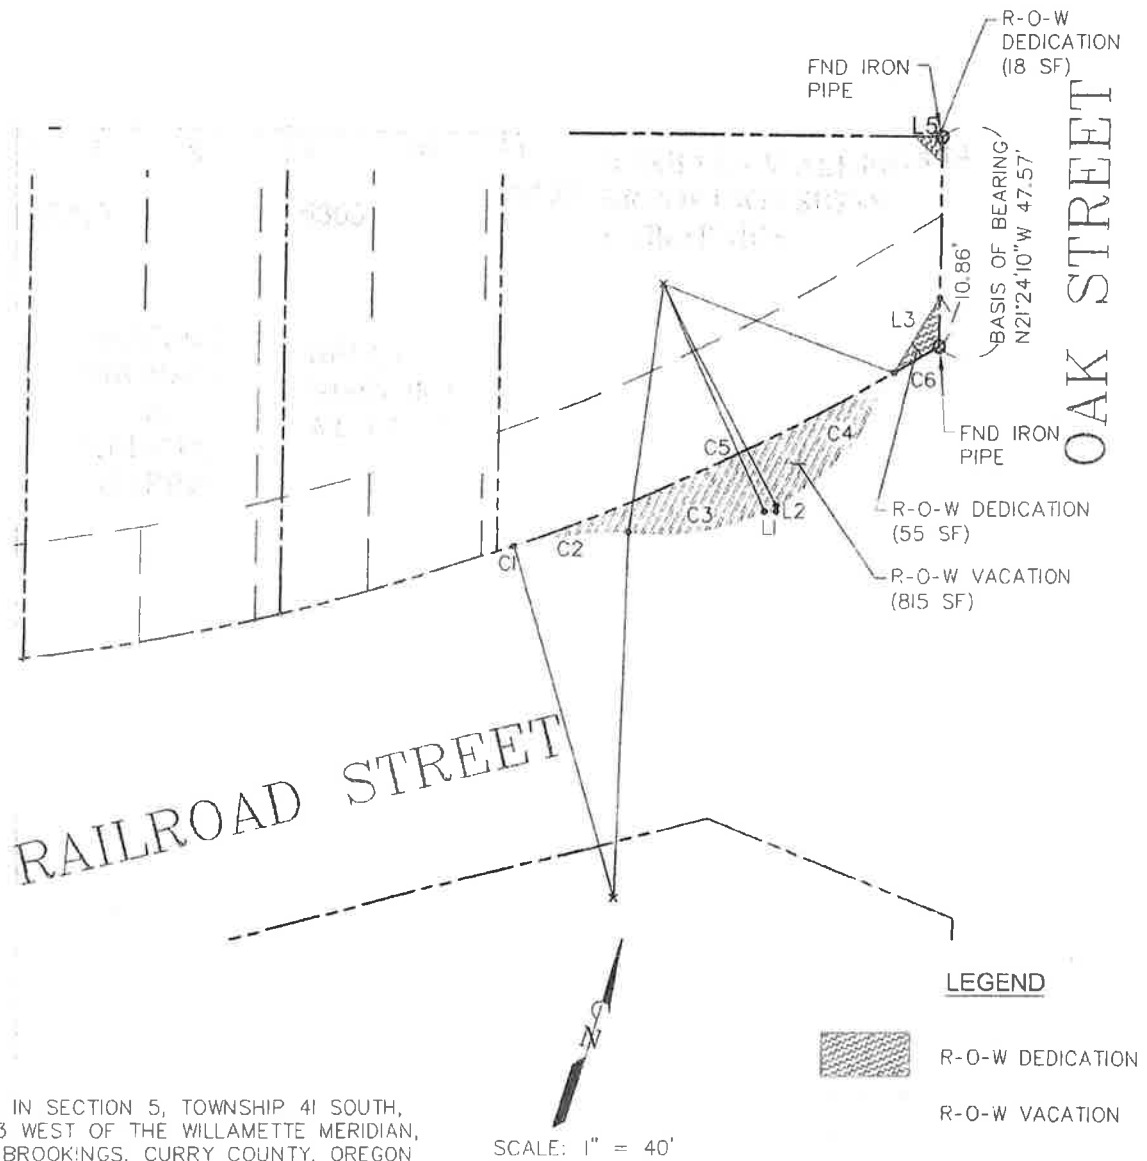 R-O-W
DEDICATION
(18 SF)
FND IRON
PIPE
L5
BASIS OF BEARING
N21°24'10"W 47.57'
10.86'
OAK STREET
L3
C6
C4
C5
FND IRON
PIPE
C3
L1
L2
C2
C1
R-O-W DEDICATION
(55 SF)
R-O-W VACATION
(815 SF)
RAILROAD STREET
N
LEGEND
R-O-W DEDICATION
R-O-W VACATION
IN SECTION 5, TOWNSHIP 41 SOUTH,
3 WEST OF THE WILLAMETTE MERIDIAN,
BROOKINGS, CURRY COUNTY, OREGON
SCALE: 1" = 40'